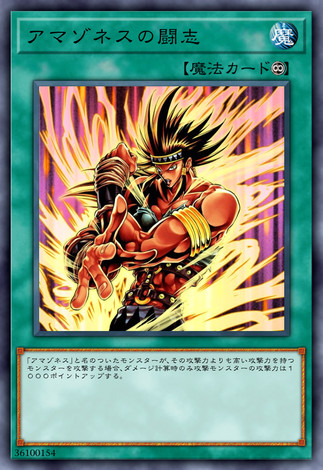 アマゾネスの闘志
魔
【魔法カード】
「アマゾネス」と名のついたモンスターが、その攻撃力よりも高い攻撃力を持つ
モンスターを攻撃する場合、ダメージ計算時のみ攻撃モンスターの攻撃力は１
０００ポイントアップする。
36100154